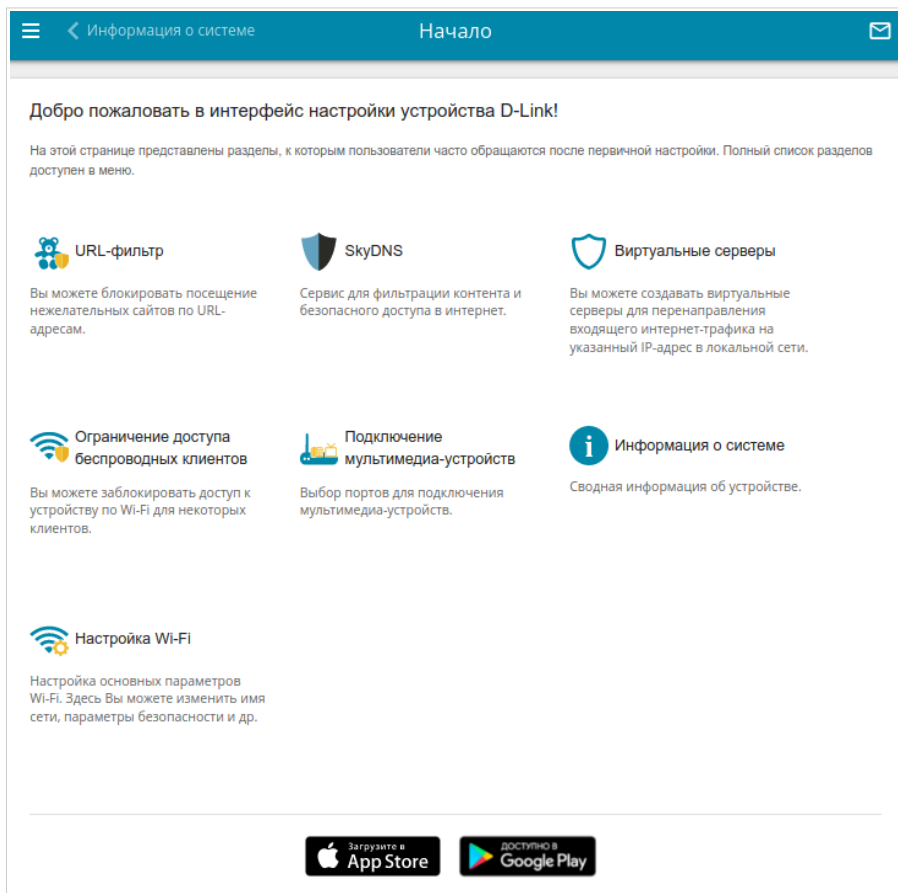 Информация о системе
Начало
Добро пожаловать в интерфейс настройки устройства D-Link!
На этой странице представлены разделы, к которым пользователи часто обращаются после первичной настройки. Полный список разделов
доступен в меню.
URL-фильтр
Вы можете блокировать посещение
нежелательных сайтов по URL-
адресам.
SkyDNS
Сервис для фильтрации контента и
безопасного доступа в интернет.
Виртуальные серверы
Вы можете создавать виртуальные
серверы для перенаправления
входящего интернет-трафика на
указанный IP-адрес в локальной сети.
Ограничение доступа
беспроводных клиентов
Вы можете заблокировать доступ к
устройству по Wi-Fi для некоторых
клиентов.
Подключение
мультимедиа-устройств
Выбор портов для подключения
мультимедиа-устройств.
Информация о системе
Сводная информация об устройстве.
Настройка Wi-Fi
Настройка основных параметров
Wi-Fi. Здесь Вы можете изменить имя
сети, параметры безопасности и др.
Загрузите в
App Store
ДОСТУПНО В
Google Play